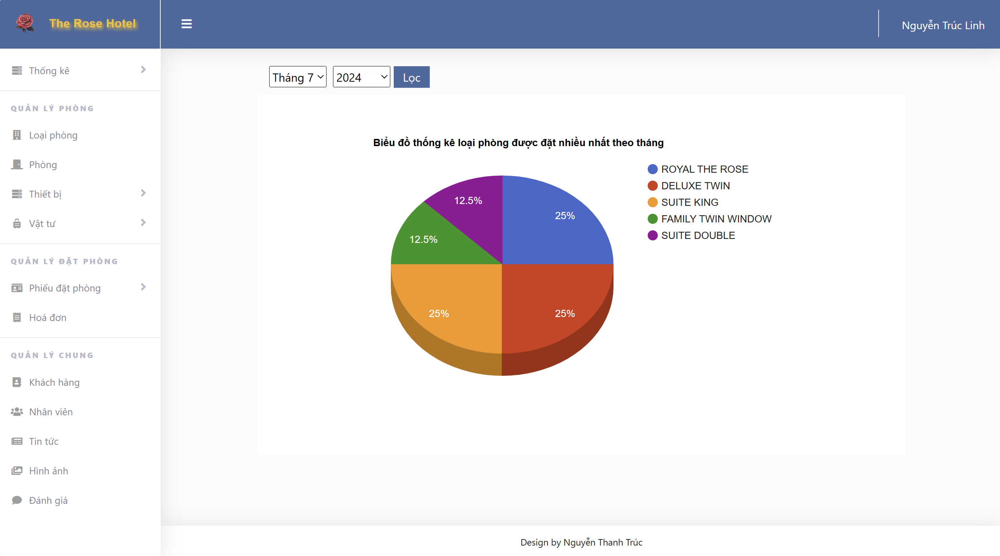 The Rose Hotel
Nguyễn Trúc Linh
Thống kê
QUẢN LÝ PHÒNG
Loại phòng
Phòng
Thiết bị
Vật tư
QUẢN LÝ ĐẶT PHÒNG
Phiếu đặt phòng
Hoá đơn
QUẢN LÝ CHUNG
Khách hàng
Nhân viên
Tin tức
Hình ảnh
Đánh giá
Tháng 7 2024 Lọc
Biểu đồ thống kê loại phòng được đặt nhiều nhất theo tháng
ROYAL THE ROSE
DELUXE TWIN
SUITE KING
FAMILY TWIN WINDOW
SUITE DOUBLE
12.5%
25%
12.5%
25%
25%
Design by Nguyễn Thanh Trúc